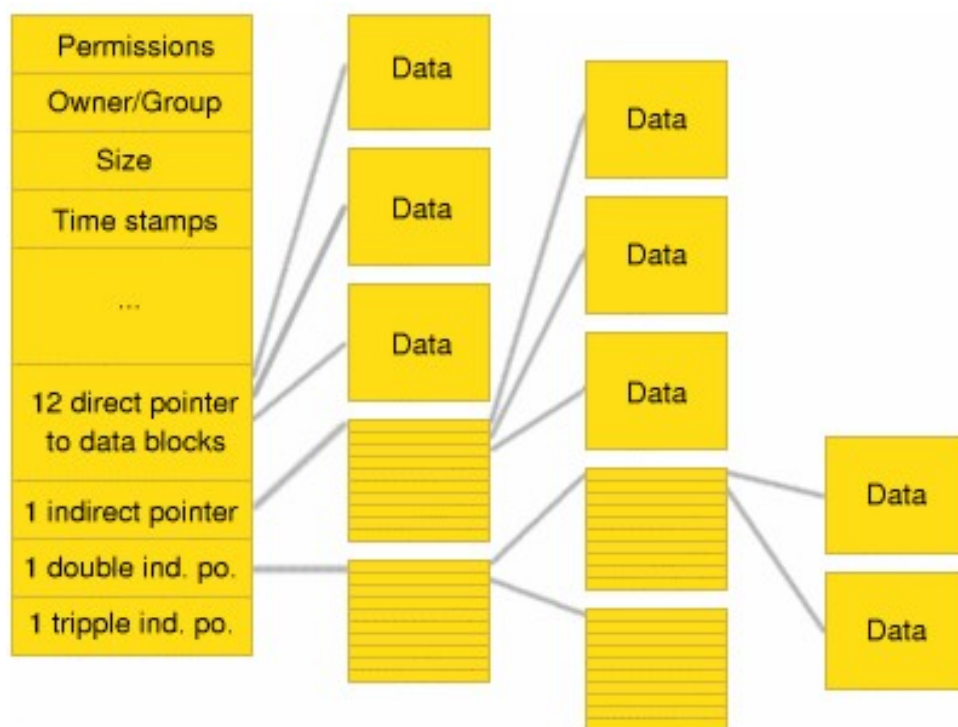 Permissions
Owner/Group
Size
Time stamps
...
12 direct pointer
to data blocks
1 indirect pointer
1 double ind. po.
1 tripple ind. po.
Data
Data
Data
Data
Data
Data
Data
Data